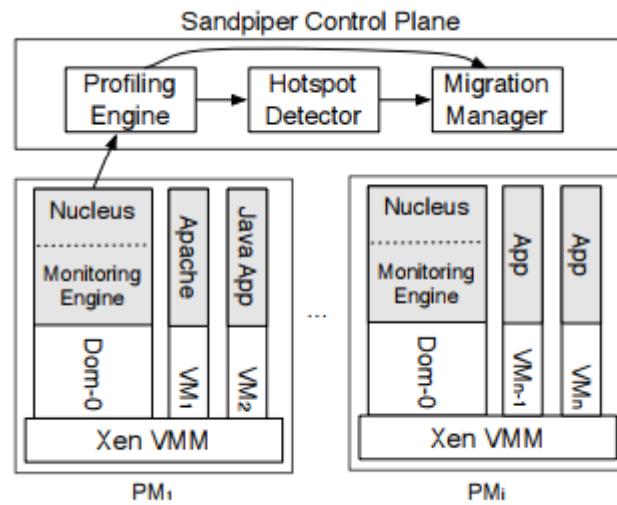 Sandpiper Control Plane
Profiling
Engine
Hotspot
Detector
Migration
Manager
Nucleus
Monitoring
Engine
Dom-0
Apache
VM₁
Java App
VM₂
Xen VMM
PM₁
...
Nucleus
Monitoring
Engine
Dom-0
App
VMn-1
App
VMn
Xen VMM
PMi